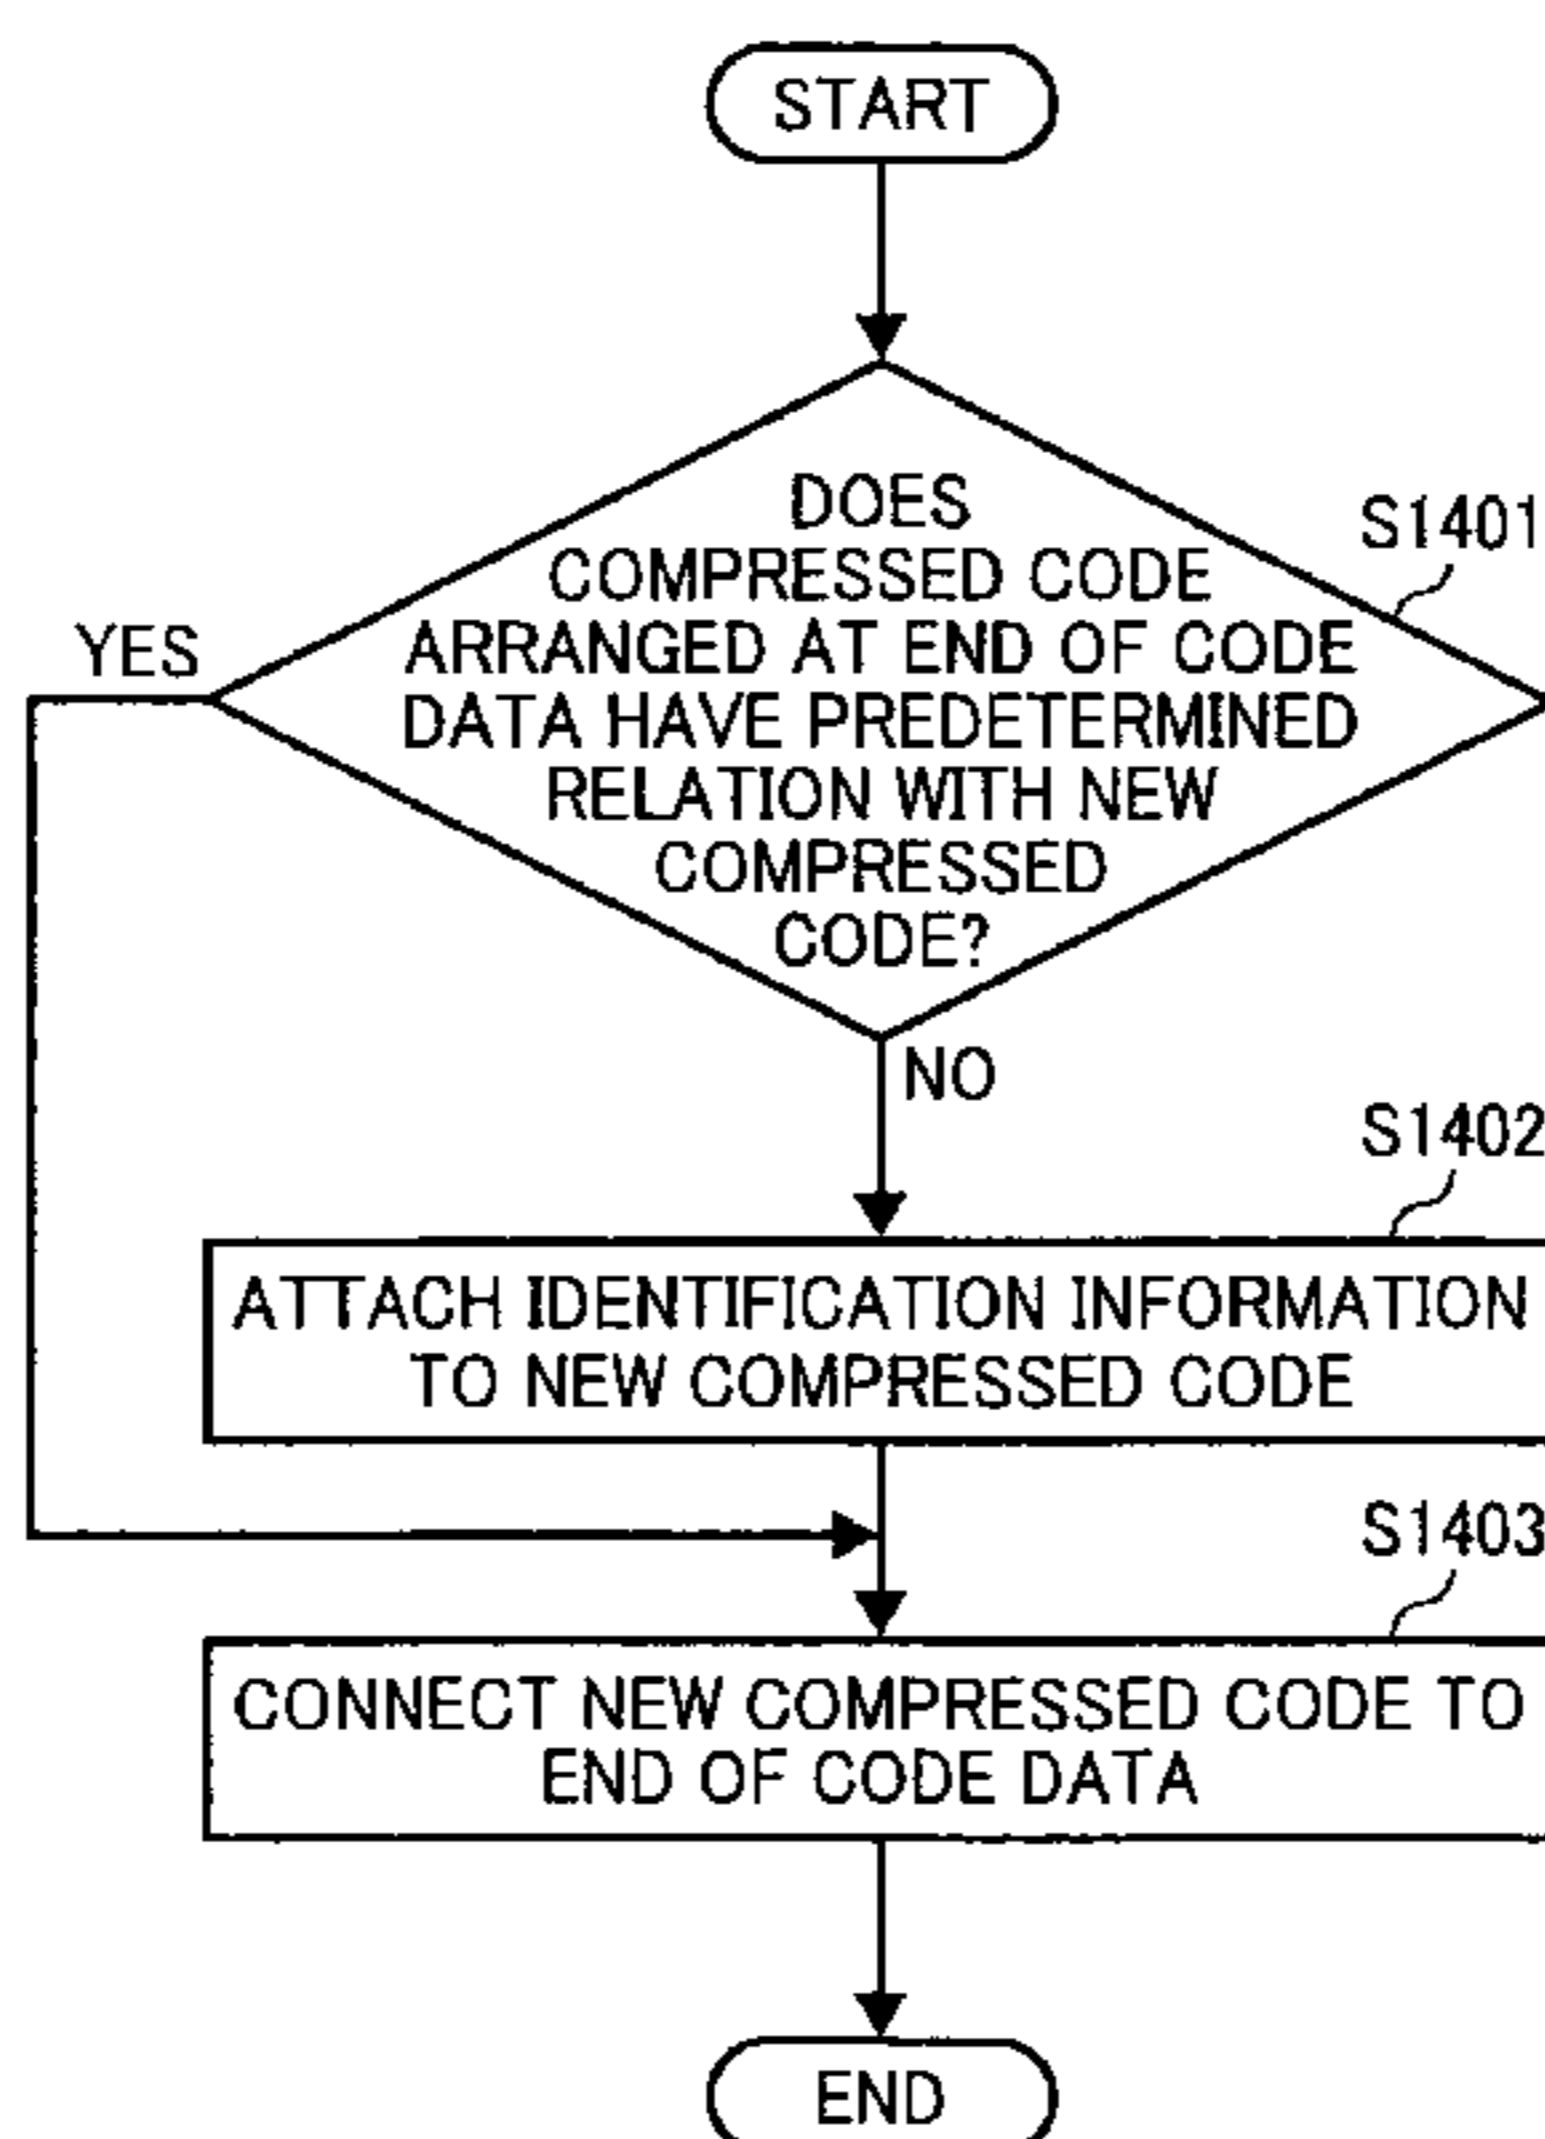 START
DOES
COMPRESSED CODE
ARRANGED AT END OF CODE
DATA HAVE PREDETERMINED
RELATION WITH NEW
COMPRESSED
CODE?
S1401
YES
NO
S1402
ATTACH IDENTIFICATION INFORMATION
TO NEW COMPRESSED CODE
S1403
CONNECT NEW COMPRESSED CODE TO
END OF CODE DATA
END